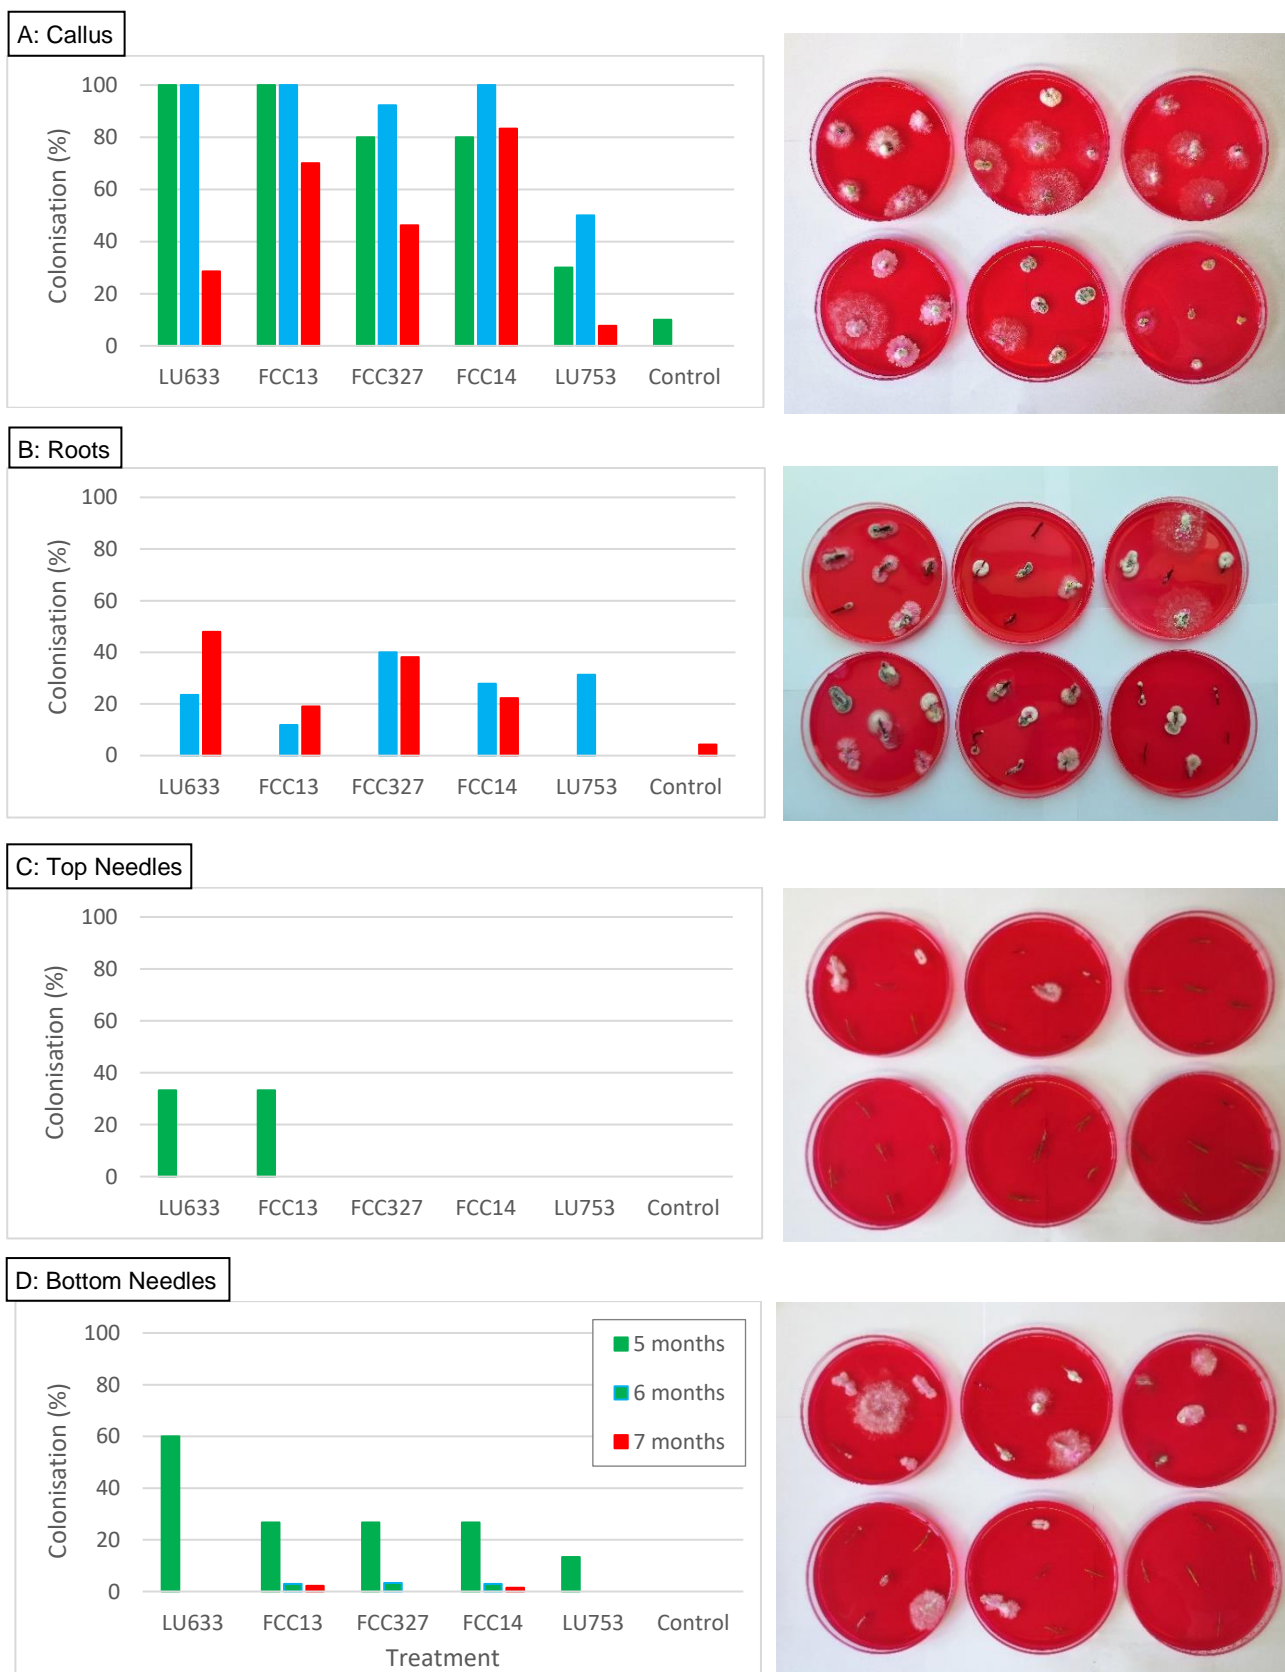 A: Callus
100
80
60
40
20
0
Colonisation (%)
LU633 FCC13 FCC327 FCC14 LU753 Control
B: Roots
100
80
60
40
20
0
Colonisation (%)
LU633 FCC13 FCC327 FCC14 LU753 Control
C: Top Needles
100
80
60
40
20
0
Colonisation (%)
LU633 FCC13 FCC327 FCC14 LU753 Control
D: Bottom Needles
100
80
60
40
20
0
Colonisation (%)
5 months
6 months
7 months
LU633 FCC13 FCC327 FCC14 LU753 Control
Treatment